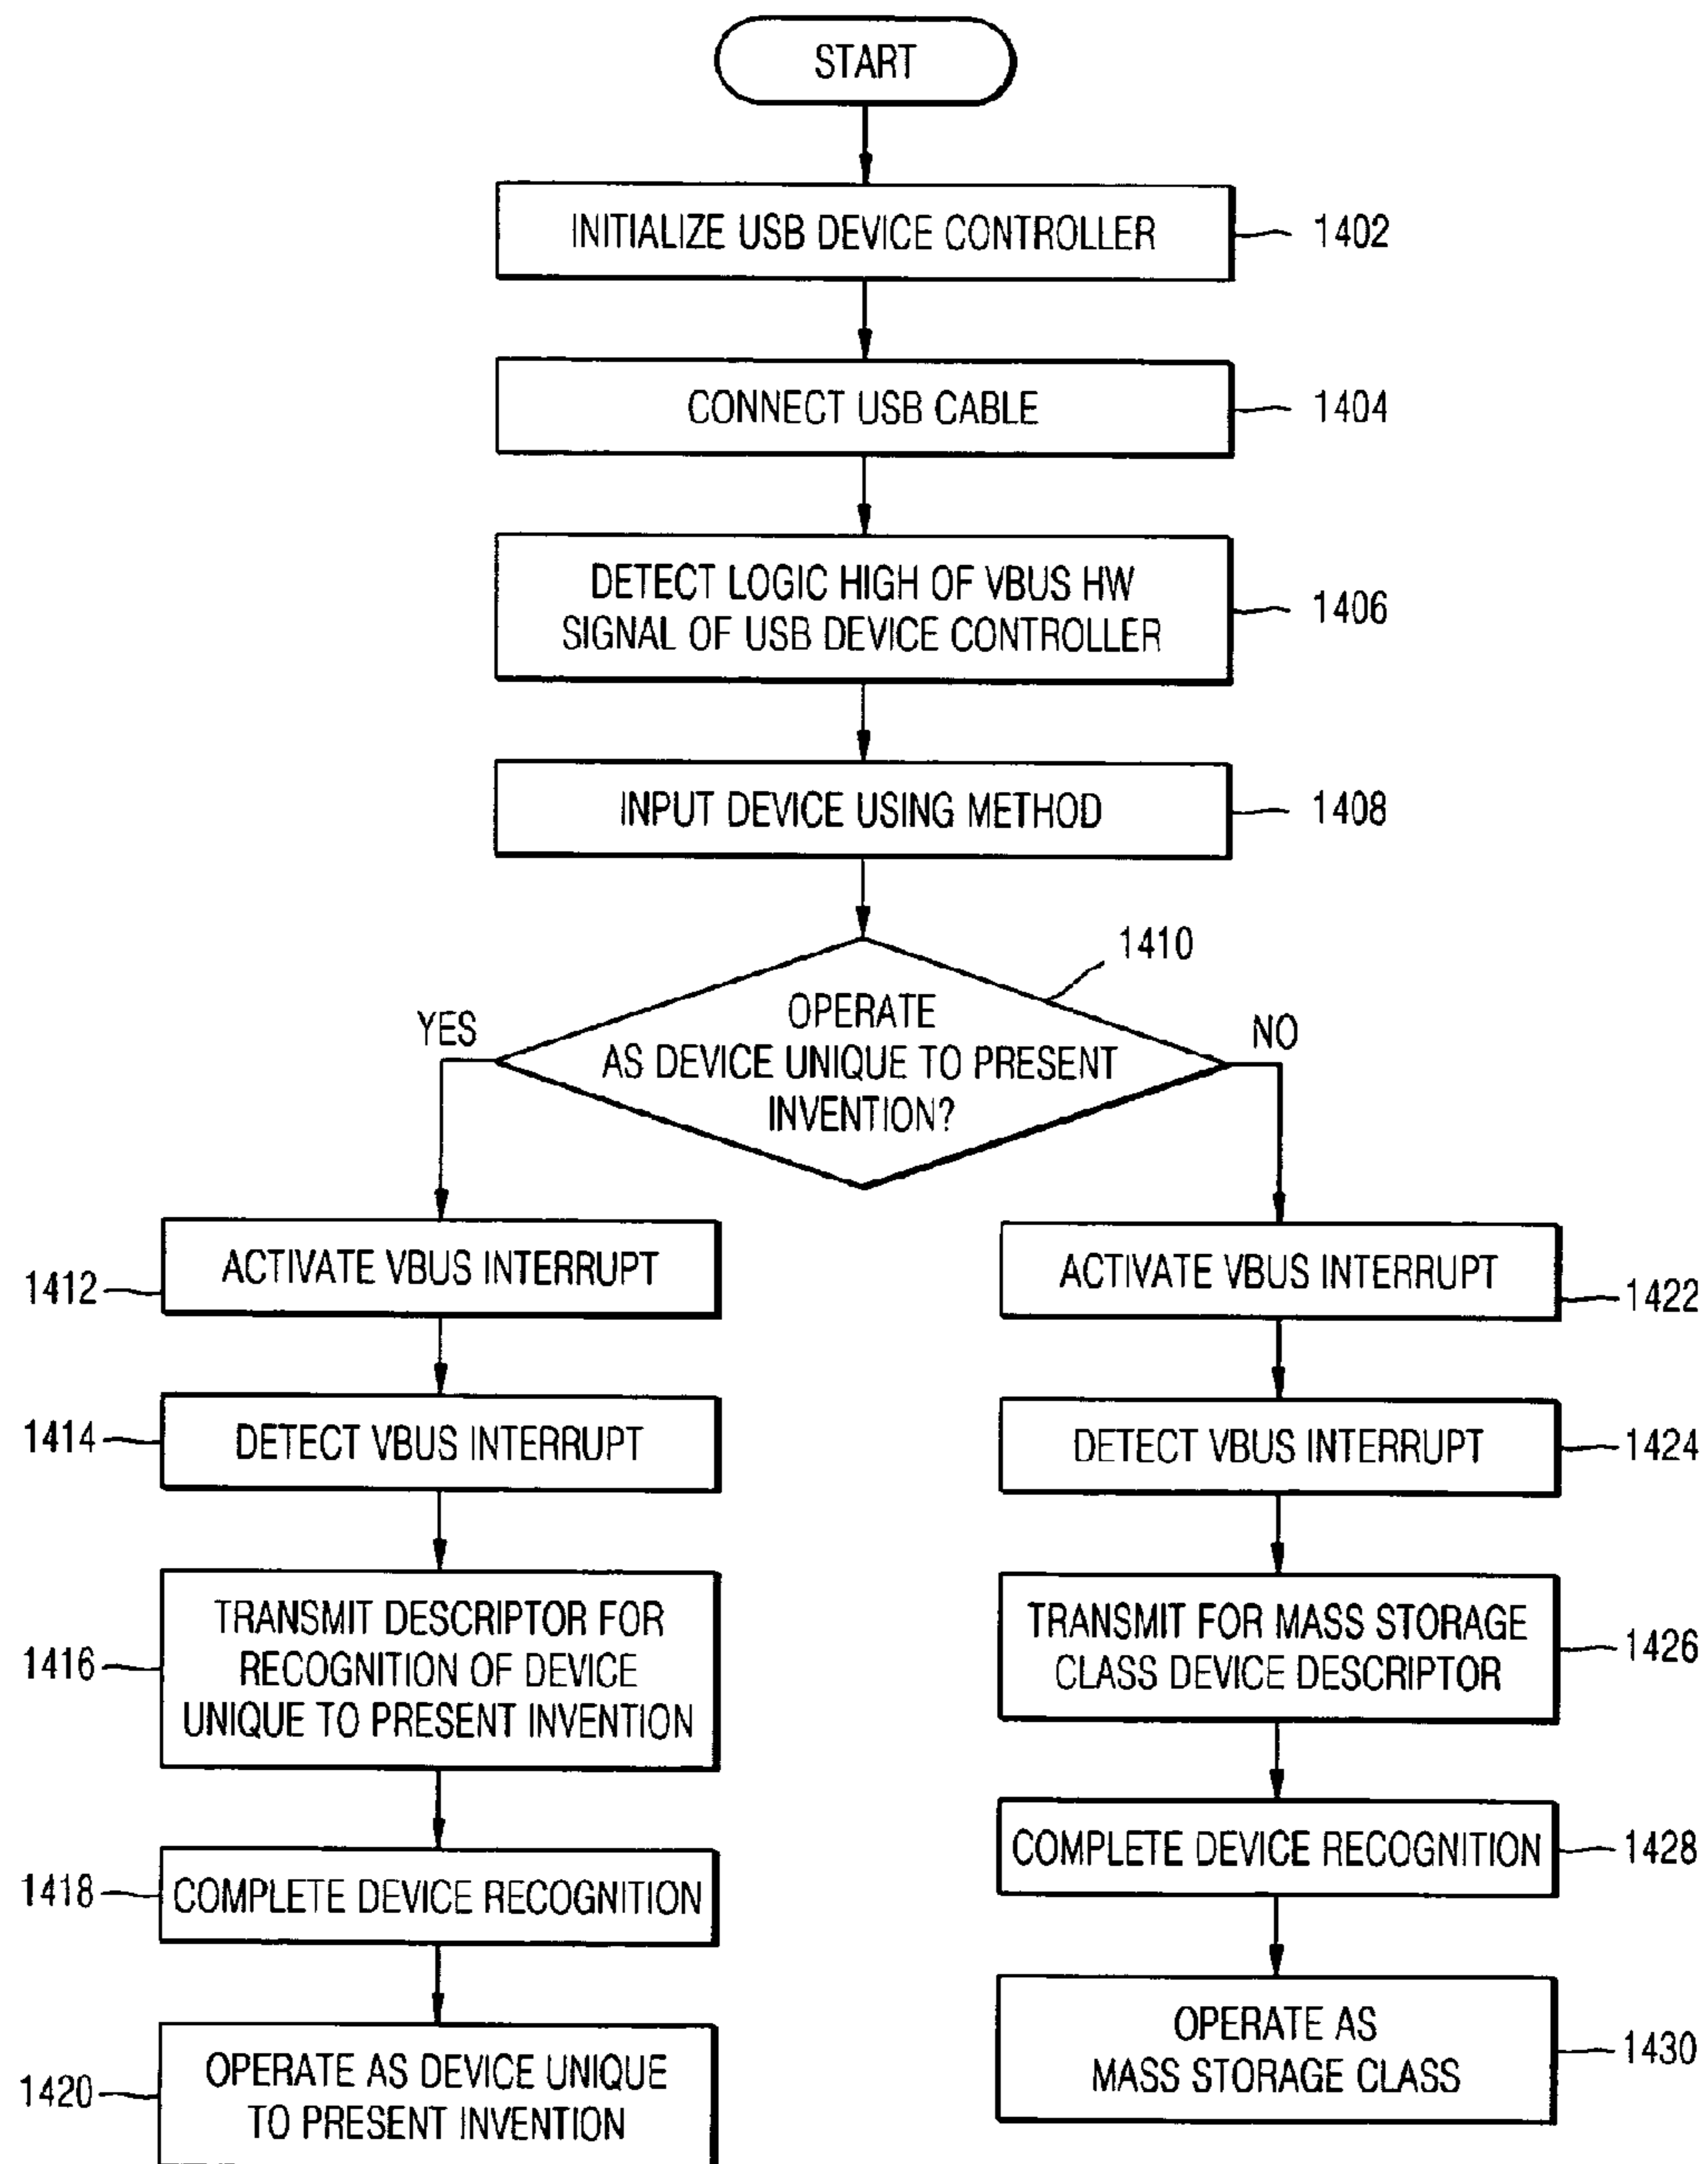 START
INITIALIZE USB DEVICE CONTROLLER
1402
CONNECT USB CABLE
1404
DETECT LOGIC HIGH OF VBUS HW
SIGNAL OF USB DEVICE CONTROLLER
1406
INPUT DEVICE USING METHOD
1408
1410
OPERATE
AS DEVICE UNIQUE TO PRESENT
INVENTION?
YES
NO
ACTIVATE VBUS INTERRUPT
1412
DETECT VBUS INTERRUPT
1414
TRANSMIT DESCRIPTOR FOR
RECOGNITION OF DEVICE
UNIQUE TO PRESENT INVENTION
1416
COMPLETE DEVICE RECOGNITION
1418
OPERATE AS DEVICE UNIQUE
TO PRESENT INVENTION
1420
ACTIVATE VBUS INTERRUPT
1422
DETECT VBUS INTERRUPT
1424
TRANSMIT FOR MASS STORAGE
CLASS DEVICE DESCRIPTOR
1426
COMPLETE DEVICE RECOGNITION
1428
OPERATE AS
MASS STORAGE CLASS
1430